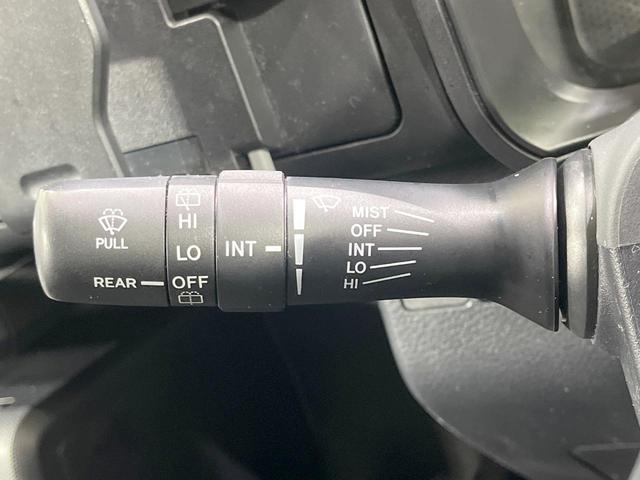 PULL
REAR
HI
LO
OFF
INT
MIST
OFF
INT
LO
HI